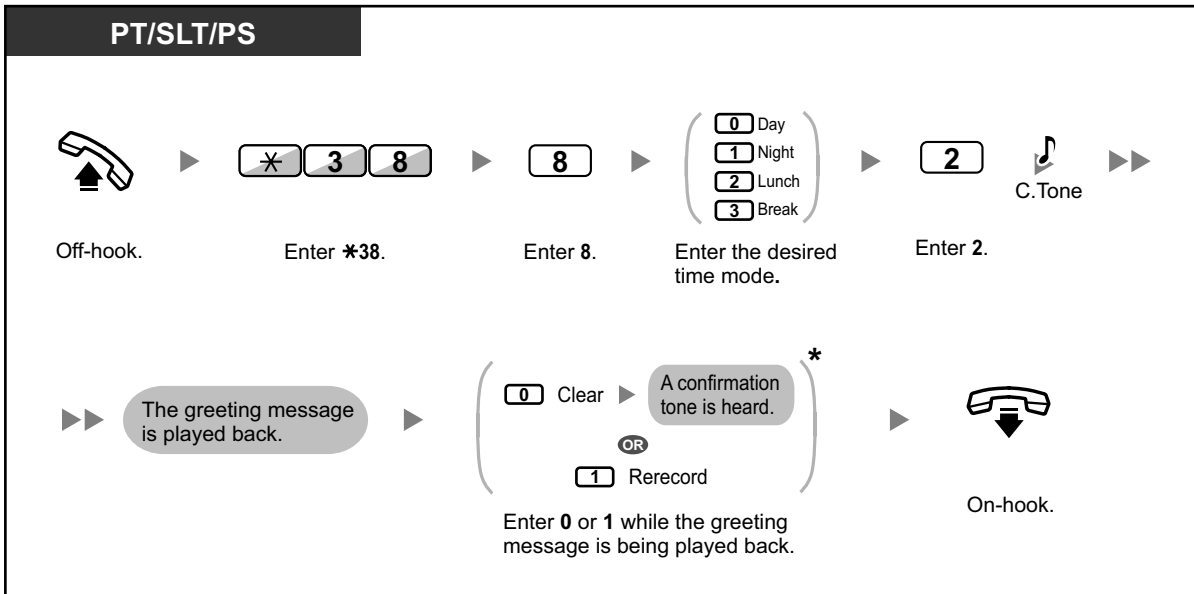 PT/SLT/PS
0 Day
1 Night
2 Lunch
3 Break
* 3 8
8
2
C.Tone
Off-hook.
Enter *38.
Enter 8.
Enter the desired
time mode.
Enter 2.
The greeting message
is played back.
0 Clear
A confirmation
tone is heard.
*
OR
1 Rerecord
Enter 0 or 1 while the greeting
message is being played back.
On-hook.